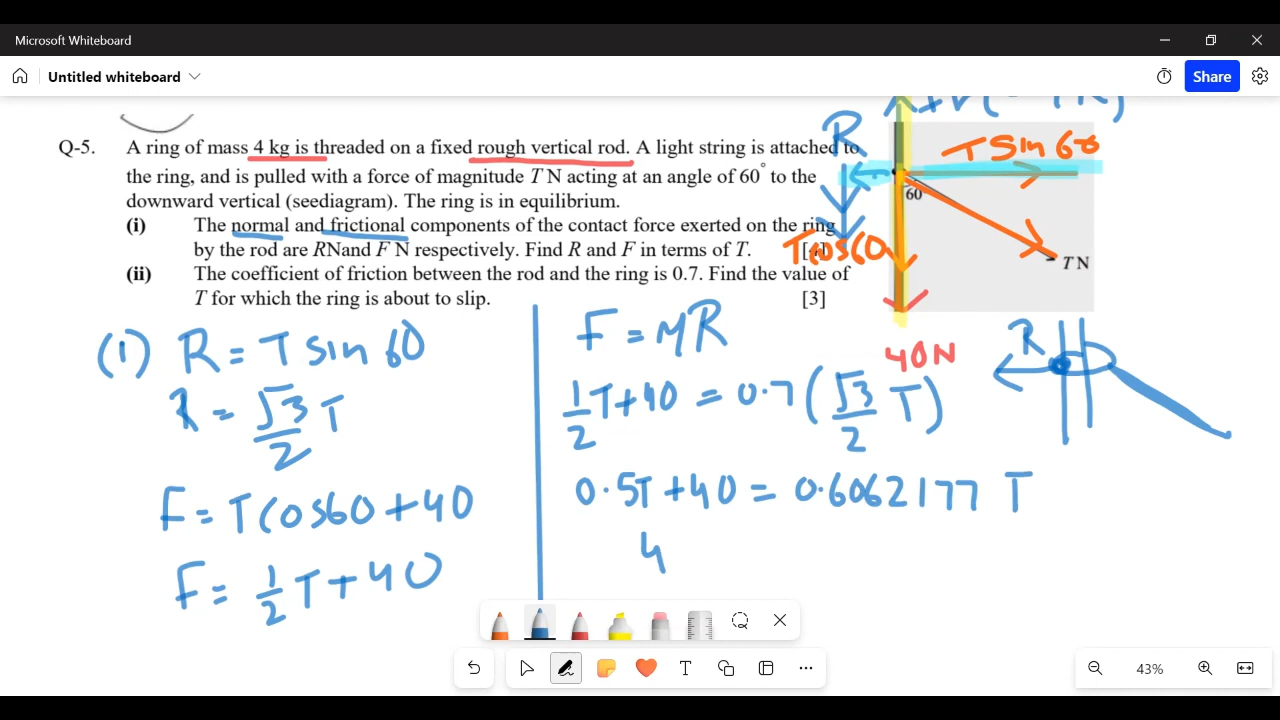 Microsoft Whiteboard
Untitled whiteboard
Share
Q-5. A ring of mass 4 kg is threaded on a fixed rough vertical rod. A light string is attached to
the ring, and is pulled with a force of magnitude T N acting at an angle of 60° to the
downward vertical (seediagram). The ring is in equilibrium.
(i) The normal and frictional components of the contact force exerted on the ring
by the rod are RNand F N respectively. Find R and F in terms of T. [4]
(ii) The coefficient of friction between the rod and the ring is 0.7. Find the value of
T for which the ring is about to slip. [3]
R
T Sin 60
60
Tcos60
T N
40N
(1) R = T sin 60
R = √3/2 T
F = T Cos60 + 40
F = 1/2 T + 40
F = MR
1/2 T + 40 = 0.7 (√3/2 T)
0.5T + 40 = 0.6062177 T
4
R
43%